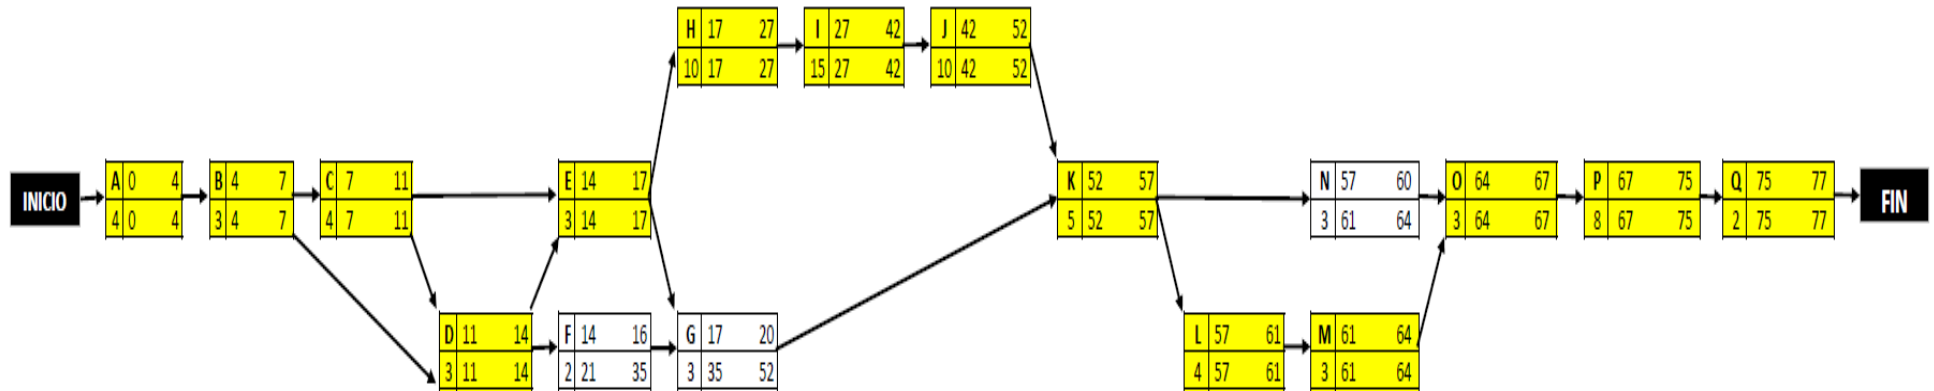 H 17 27
10 17 27
I 27 42
15 27 42
J 42 52
10 42 52
INICIO
A 0 4
4 0 4
B 4 7
3 4 7
C 7 11
4 7 11
E 14 17
3 14 17
K 52 57
5 52 57
N 57 60
3 61 64
O 64 67
3 64 67
P 67 75
8 67 75
Q 75 77
2 75 77
FIN
D 11 14
3 11 14
F 14 16
2 21 35
G 17 20
3 35 52
L 57 61
4 57 61
M 61 64
3 61 64